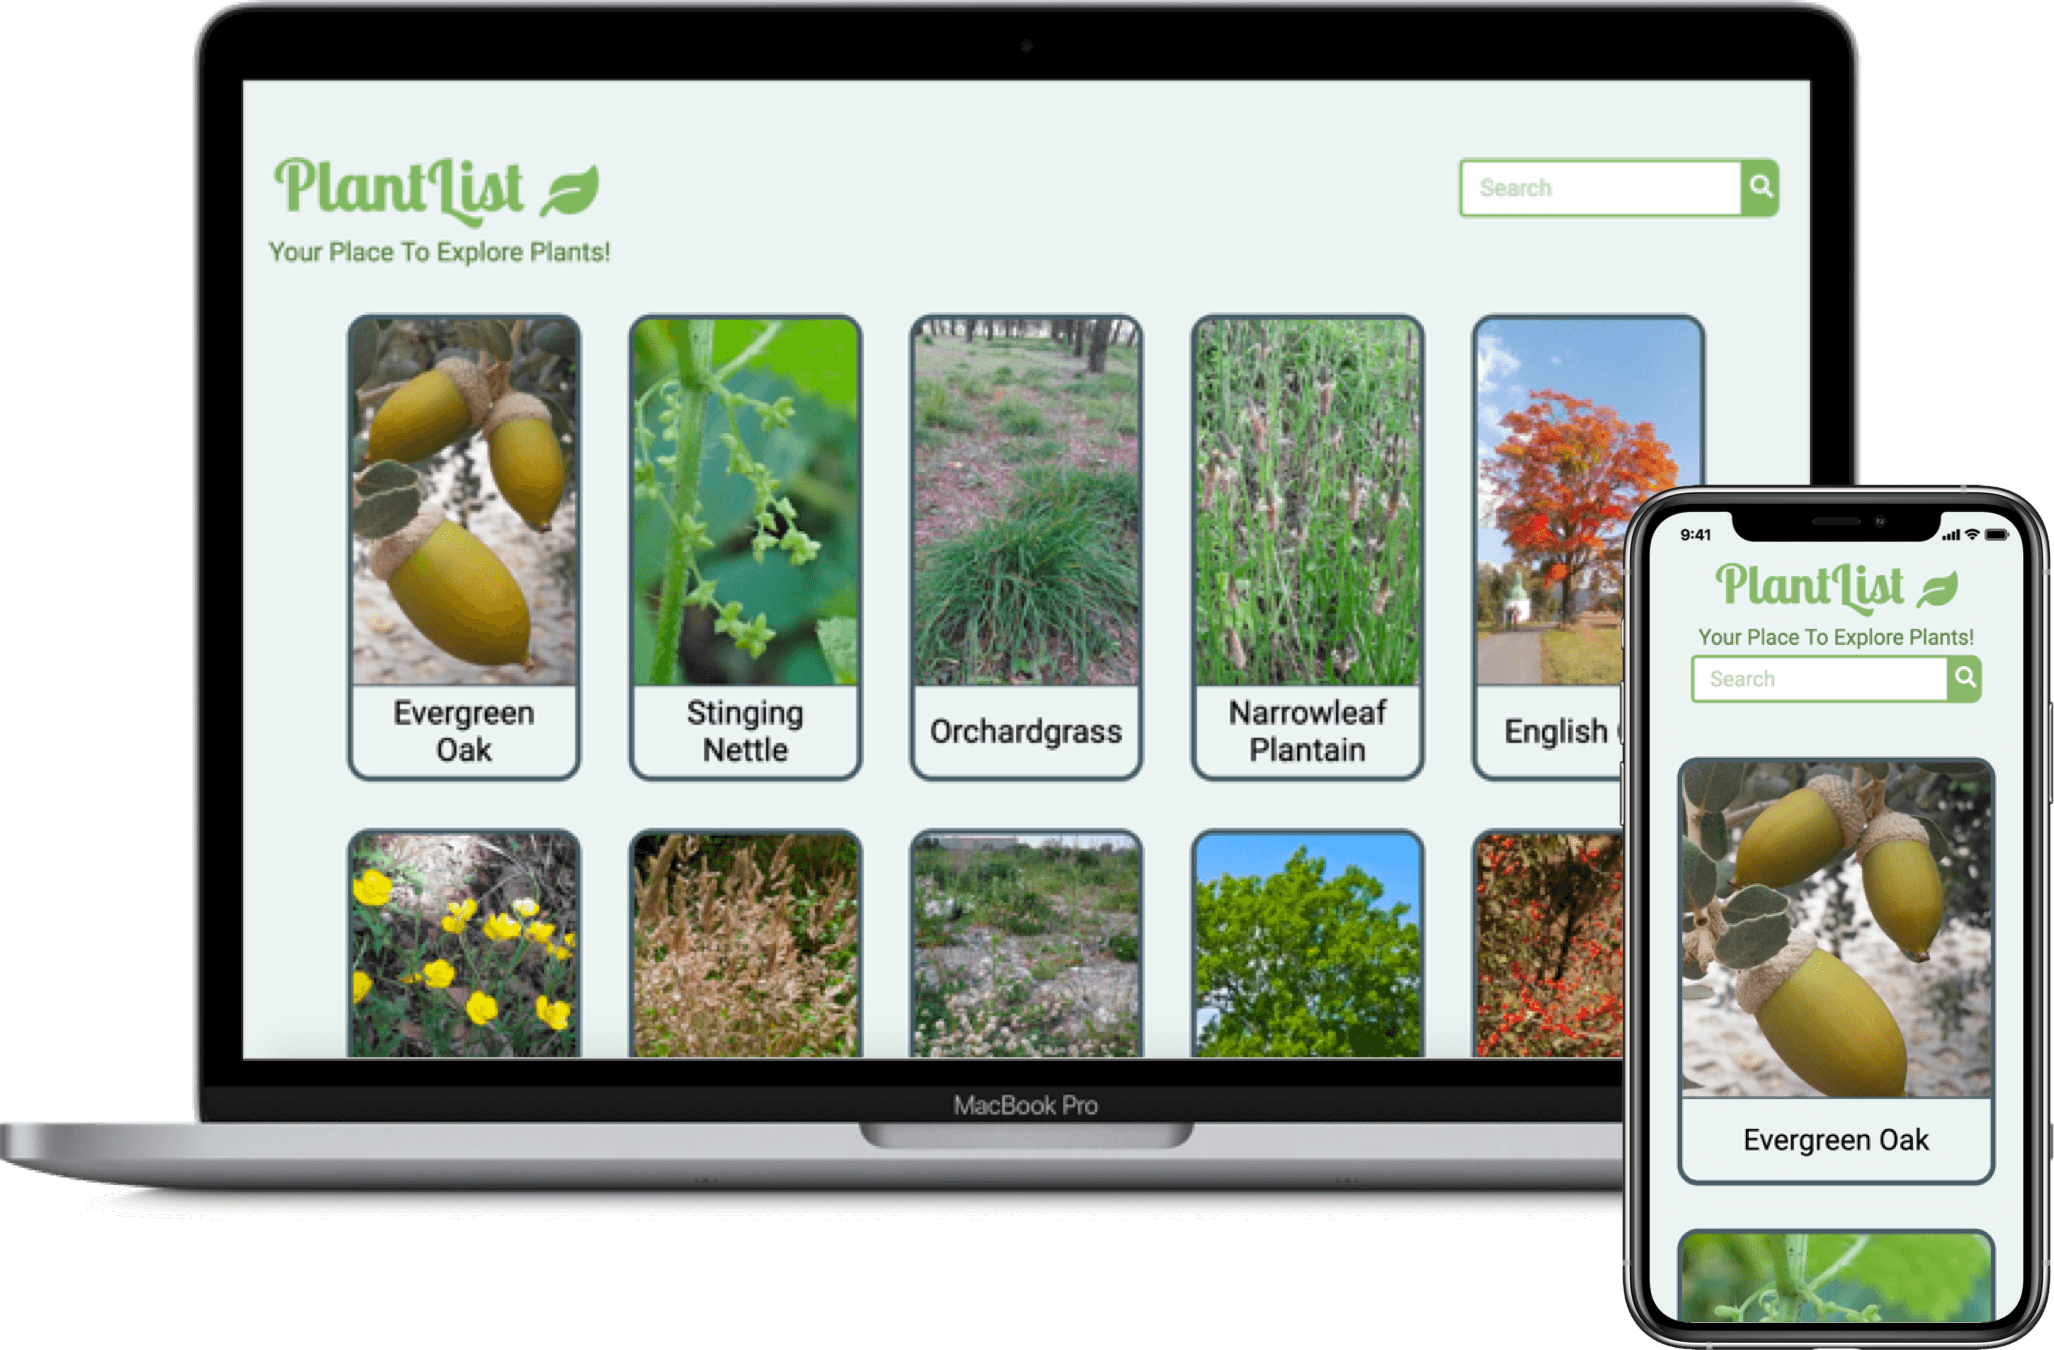 PlantList
Your Place To Explore Plants!
Search
Evergreen
Oak
Stinging
Nettle
Orchardgrass
Narrowleaf
Plantain
English
MacBook Pro
9:41
PlantList
Your Place To Explore Plants!
Search
Evergreen Oak